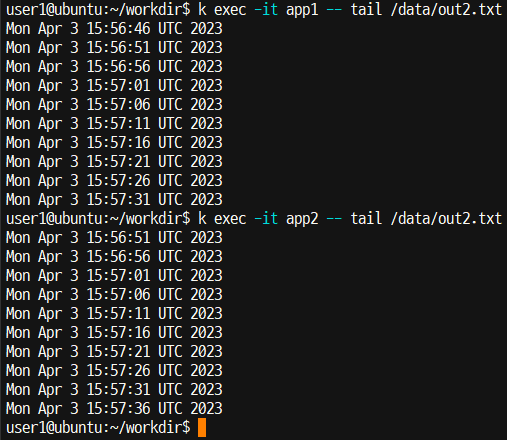 user1@ubuntu:~/workdir$ k exec -it app1 -- tail /data/out2.txt
Mon Apr 3 15:56:46 UTC 2023
Mon Apr 3 15:56:51 UTC 2023
Mon Apr 3 15:56:56 UTC 2023
Mon Apr 3 15:57:01 UTC 2023
Mon Apr 3 15:57:06 UTC 2023
Mon Apr 3 15:57:11 UTC 2023
Mon Apr 3 15:57:16 UTC 2023
Mon Apr 3 15:57:21 UTC 2023
Mon Apr 3 15:57:26 UTC 2023
Mon Apr 3 15:57:31 UTC 2023
user1@ubuntu:~/workdir$ k exec -it app2 -- tail /data/out2.txt
Mon Apr 3 15:56:51 UTC 2023
Mon Apr 3 15:56:56 UTC 2023
Mon Apr 3 15:57:01 UTC 2023
Mon Apr 3 15:57:06 UTC 2023
Mon Apr 3 15:57:11 UTC 2023
Mon Apr 3 15:57:16 UTC 2023
Mon Apr 3 15:57:21 UTC 2023
Mon Apr 3 15:57:26 UTC 2023
Mon Apr 3 15:57:31 UTC 2023
Mon Apr 3 15:57:36 UTC 2023
user1@ubuntu:~/workdir$